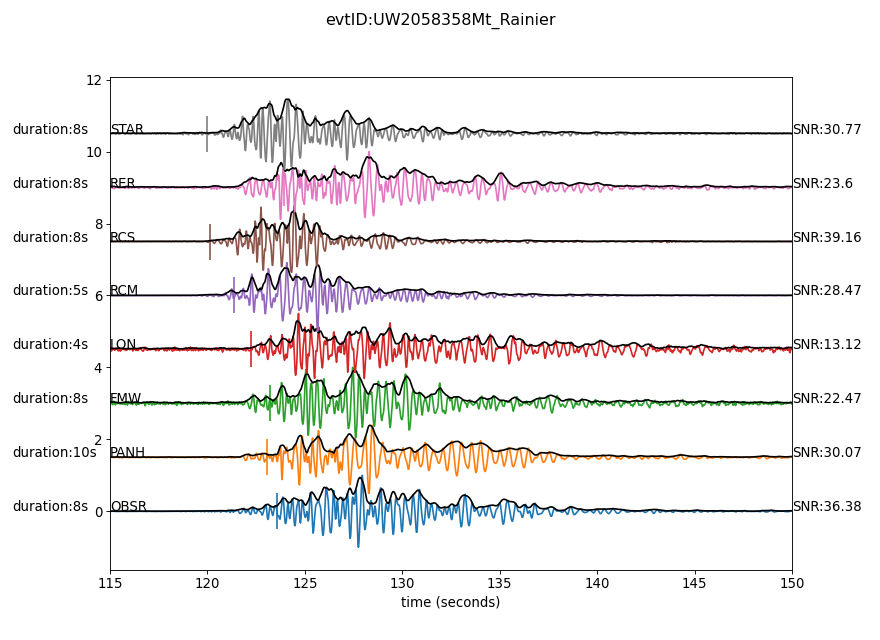 evtID:UW2058358Mt_Rainier
12
duration:8s STAR SNR:30.77
10
duration:8s RER SNR:23.6
8
duration:8s RCS SNR:39.16
duration:5s RCM SNR:28.47
6
duration:4s LON SNR:13.12
4
duration:8s FMW SNR:22.47
2
duration:10s PANH SNR:30.07
duration:8s OBSR SNR:36.38
0
115 120 125 130 135 140 145 150
time (seconds)